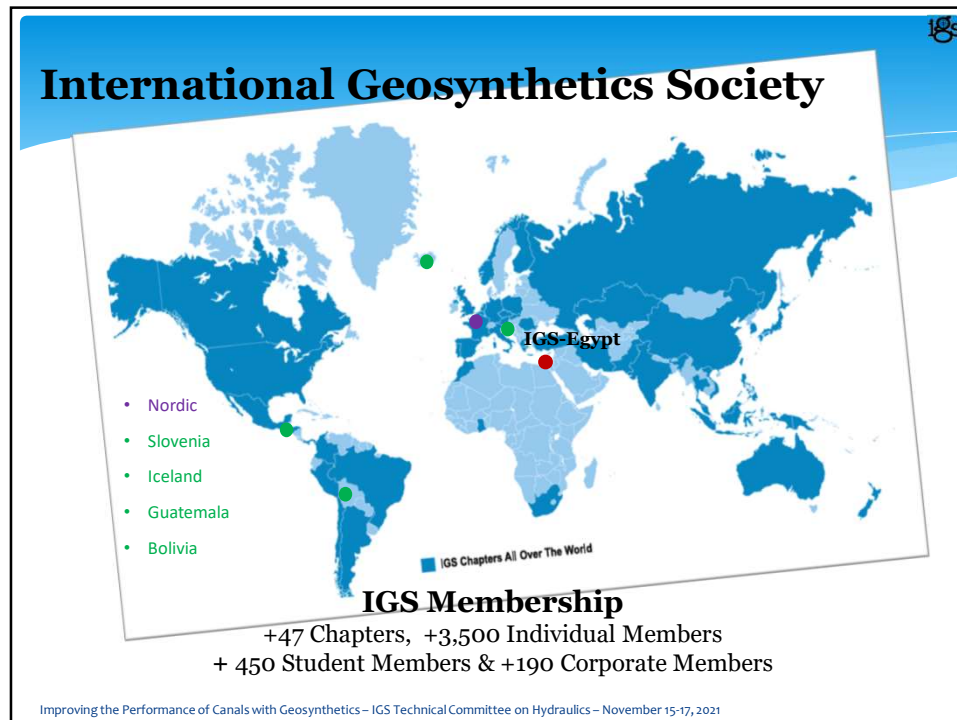 igs
International Geosynthetics Society
IGS-Egypt
• Nordic
• Slovenia
• Iceland
• Guatemala
• Bolivia
IGS Chapters All Over The World
IGS Membership
+47 Chapters, +3,500 Individual Members
+ 450 Student Members & +190 Corporate Members
Improving the Performance of Canals with Geosynthetics – IGS Technical Committee on Hydraulics – November 15-17, 2021